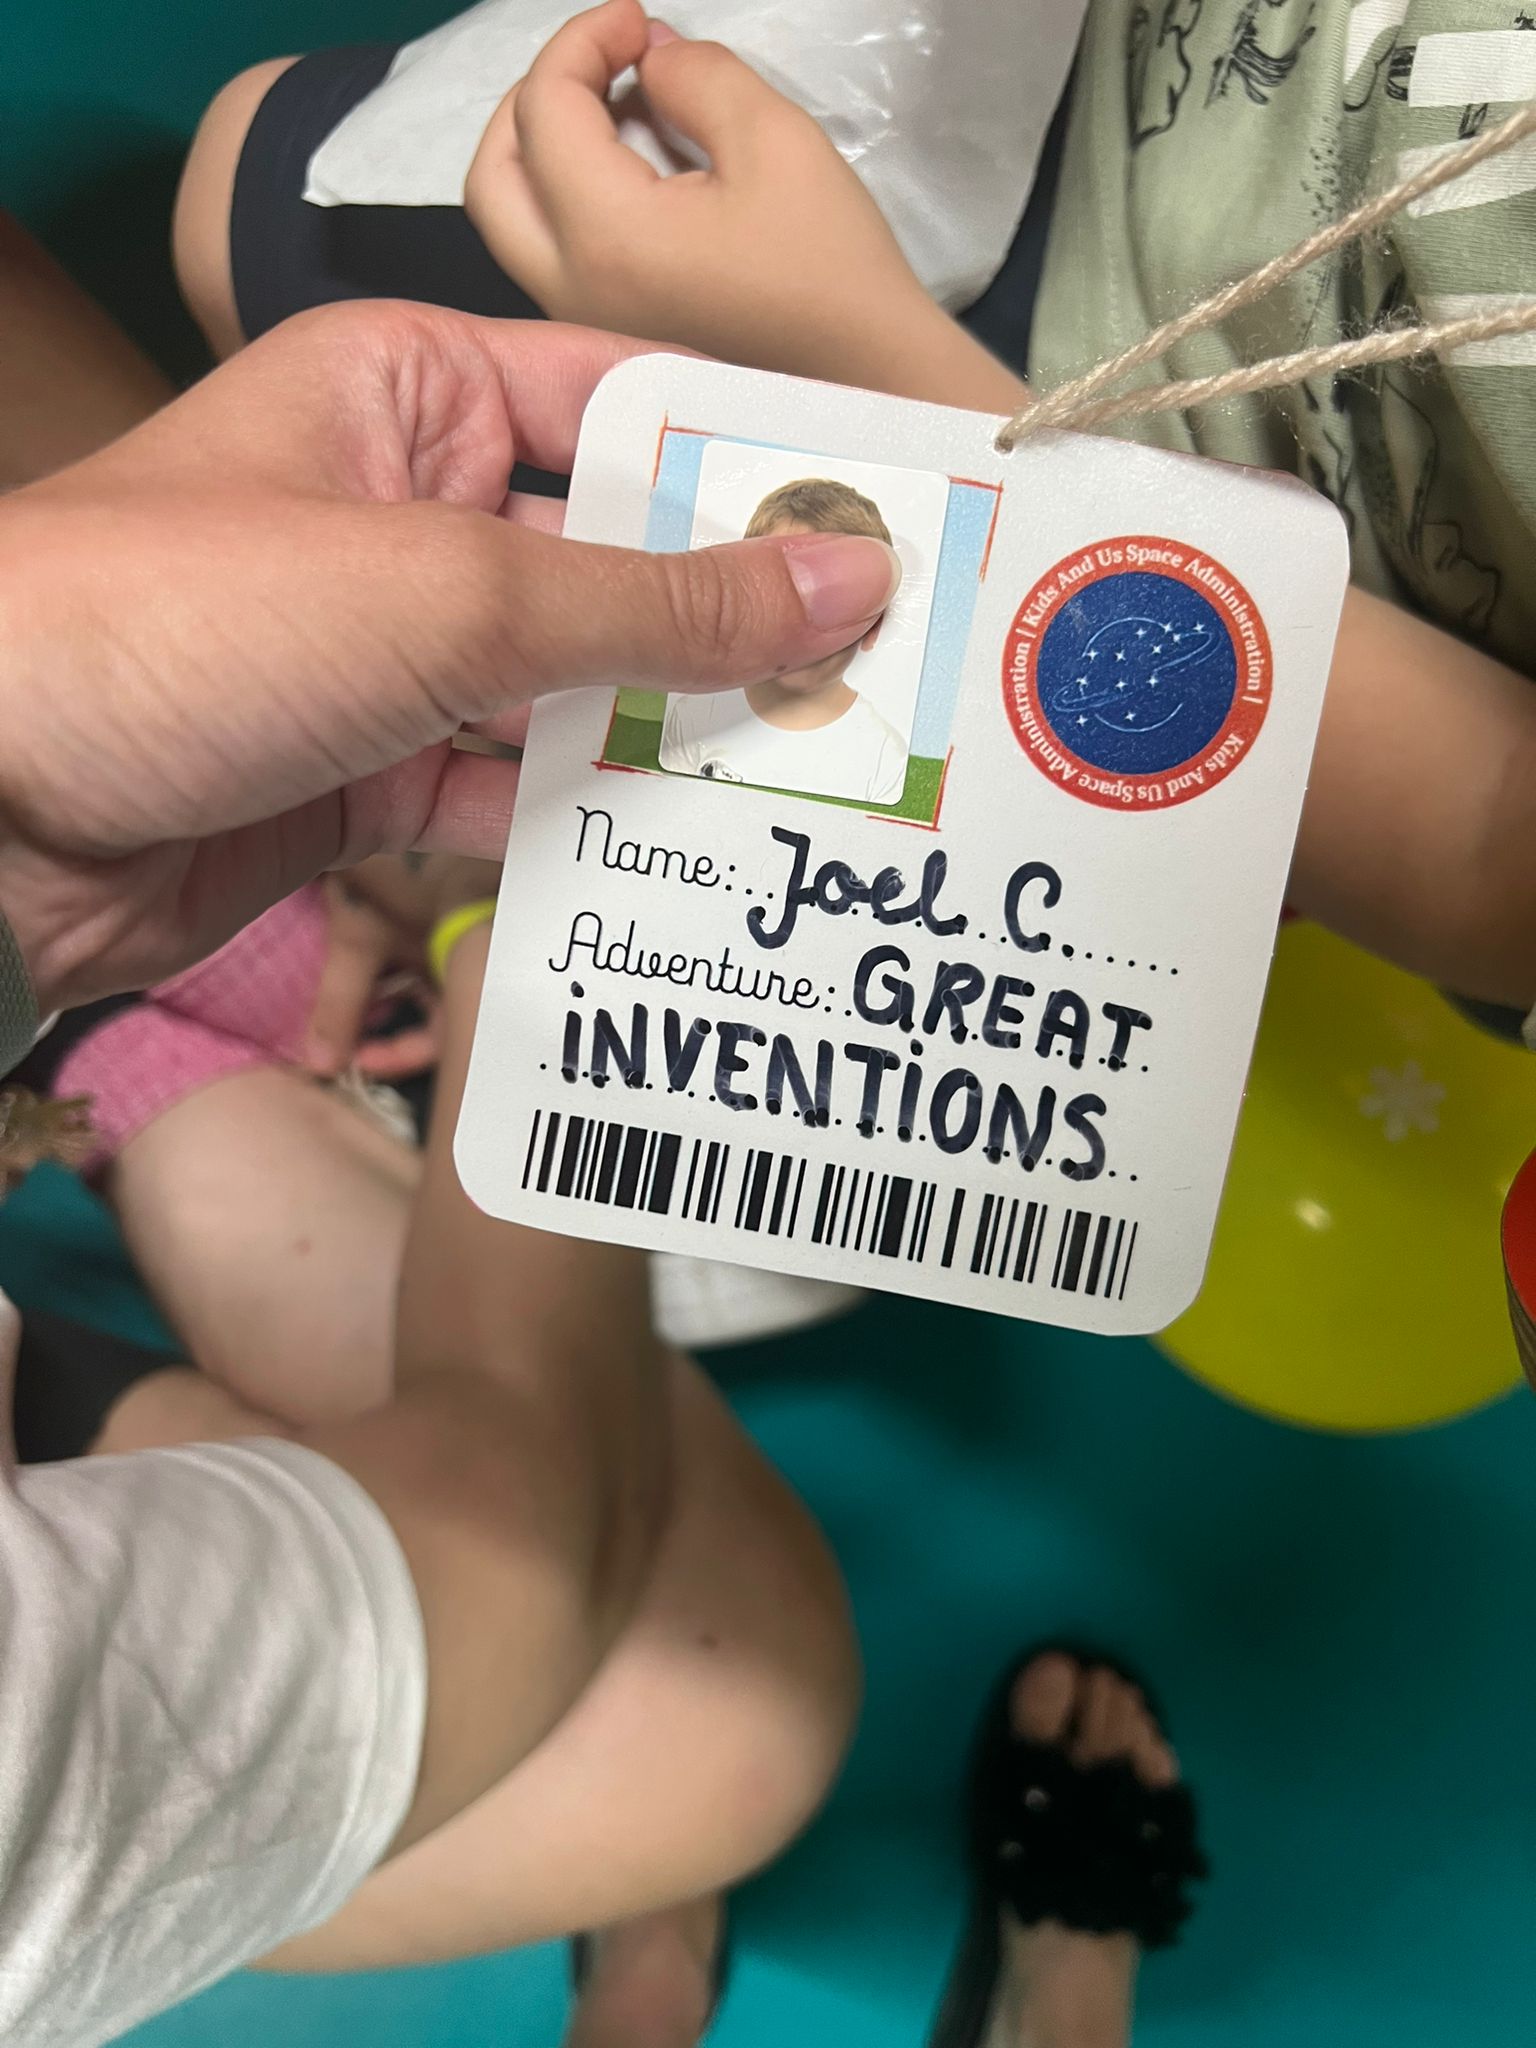 Kids And Us Space Administration |
Kids And Us Space Administration |
Name: Joel C.
Adventure: GREAT
iNVENTiONS